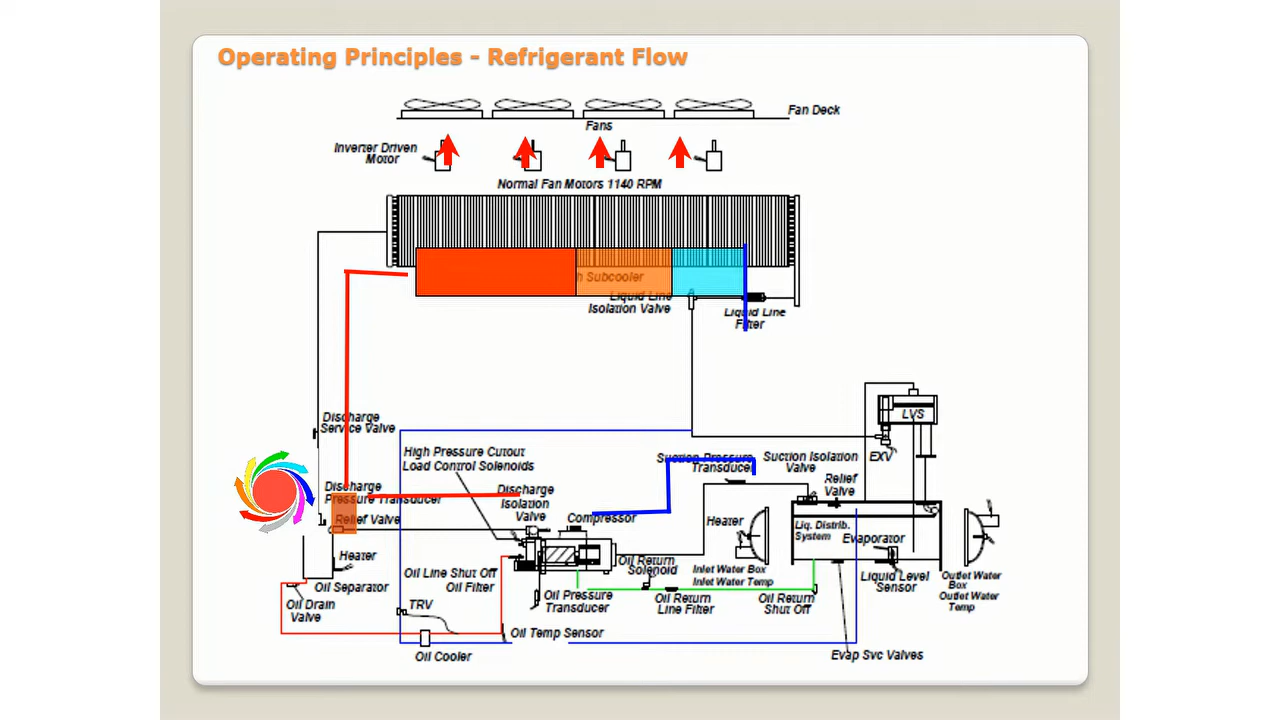 Operating Principles - Refrigerant Flow
Fan Deck
Fans
Inverter Driven
Motor
Normal Fan Motors 1140 RPM
h Subcooler
Liquid Line
Isolation Valve
Liquid Line
Filter
Discharge
Service Valve
LVS
High Pressure Cutout
Load Control Solenoids
Suction Pressure
Transducer
Suction Isolation
Valve
EXV
Relief
Valve
Discharge
Pressure Transducer
Discharge
Isolation
Valve
Relief Valve
Compressor
Heater
Liq. Distrib.
System
Evaporator
Heater
Oil Separator
Oil Line Shut Off
Oil Filter
Oil Return
Solenoid
Inlet Water Box
Inlet Water Temp
Liquid Level
Sensor
Outlet Water
Box
Outlet Water
Temp
Oil Drain
Valve
TRV
Oil Pressure
Transducer
Oil Return
Line Filter
Oil Return
Shut Off
Oil Temp Sensor
Oil Cooler
Evap Svc Valves